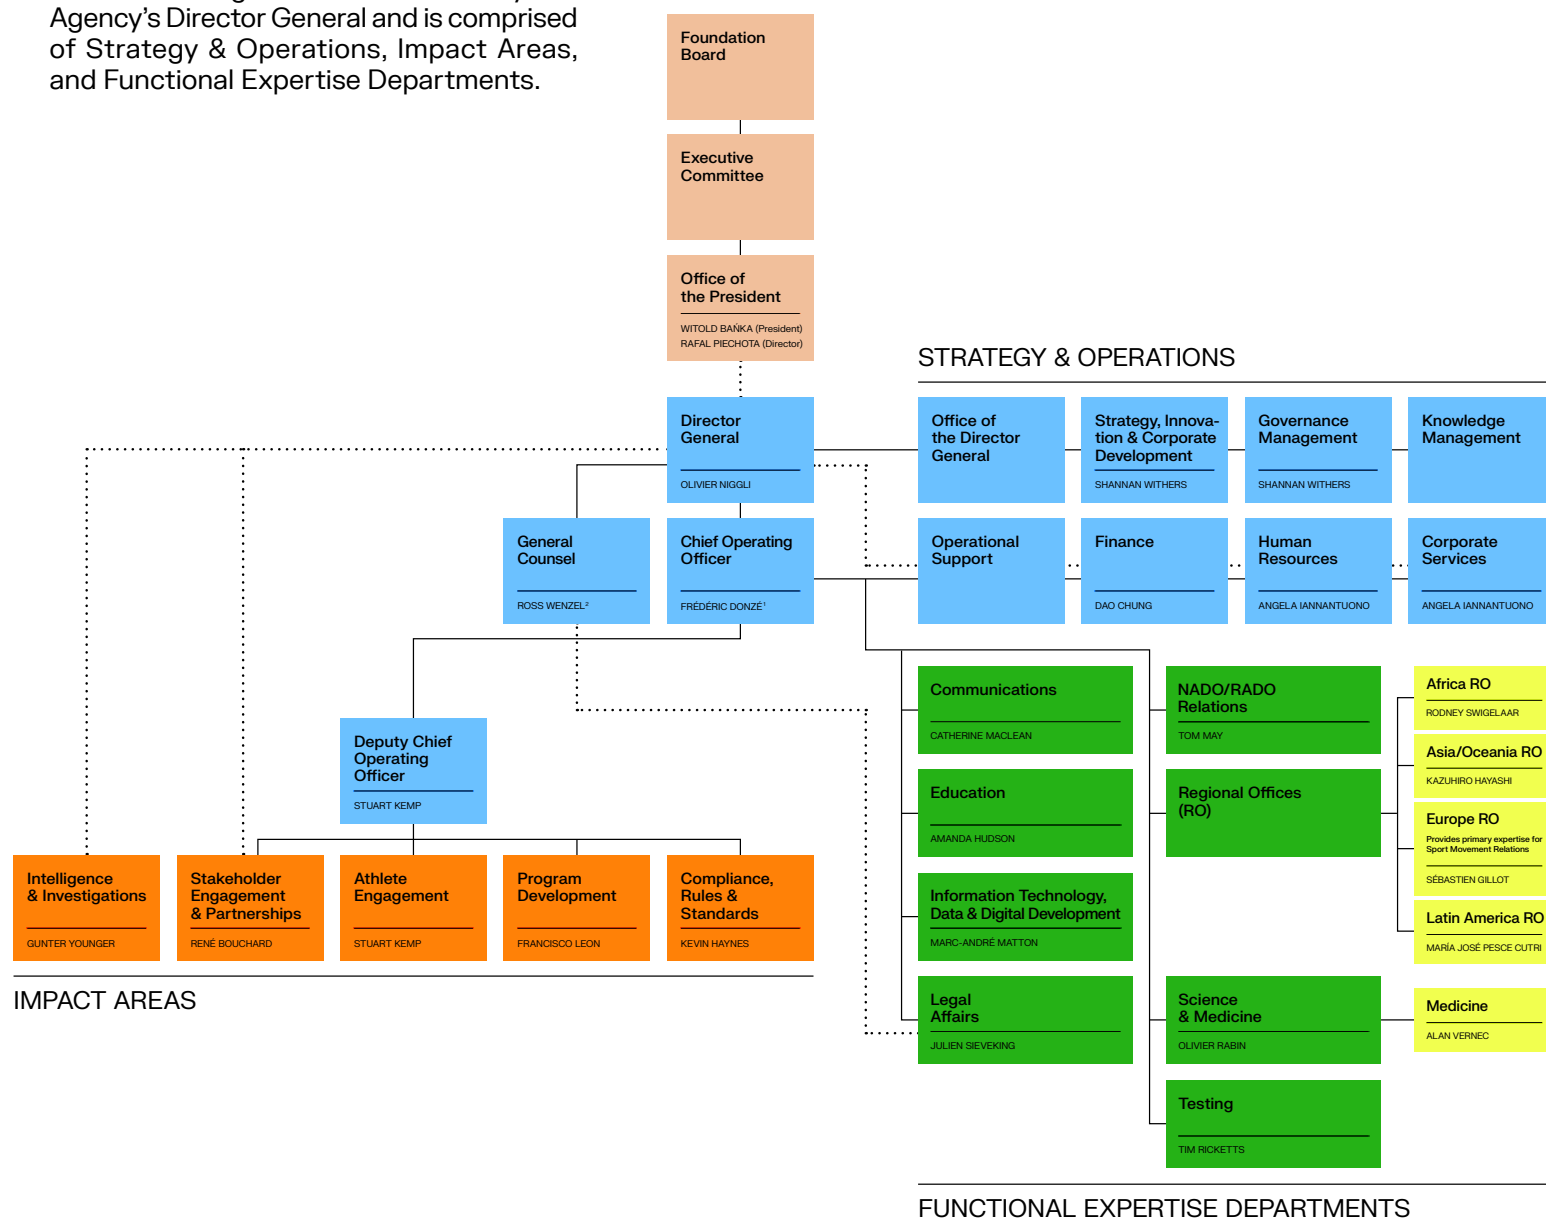 Agency’s Director General and is comprised
of Strategy & Operations, Impact Areas,
and Functional Expertise Departments.
Foundation
Board
Executive
Committee
Office of
the President
WITOLD BAŃKA (President)
RAFAL PIECHOTA (Director)
STRATEGY & OPERATIONS
Director
General
OLIVIER NIGGLI
Office of
the Director
General
Strategy, Innova-
tion & Corporate
Development
SHANNAN WITHERS
Governance
Management
SHANNAN WITHERS
Knowledge
Management
General
Counsel
ROSS WENZEL²
Chief Operating
Officer
FRÉDÉRIC DONZÉ¹
Operational
Support
Finance
DAO CHUNG
Human
Resources
ANGELA IANNANTUONO
Corporate
Services
ANGELA IANNANTUONO
Deputy Chief
Operating
Officer
STUART KEMP
Intelligence
& Investigations
GUNTER YOUNGER
Stakeholder
Engagement
& Partnerships
RENÉ BOUCHARD
Athlete
Engagement
STUART KEMP
Program
Development
FRANCISCO LEON
Compliance,
Rules &
Standards
KEVIN HAYNES
IMPACT AREAS
Communications
CATHERINE MACLEAN
Education
AMANDA HUDSON
Information Technology,
Data & Digital Development
MARC-ANDRÉ MATTON
Legal
Affairs
JULIEN SIEVEKING
NADO/RADO
Relations
TOM MAY
Regional Offices
(RO)
Africa RO
RODNEY SWIGELAAR
Asia/Oceania RO
KAZUHIRO HAYASHI
Europe RO
Provides primary expertise for
Sport Movement Relations
SÉBASTIEN GILLOT
Latin America RO
MARÍA JOSÉ PESCE CUTRI
Science
& Medicine
OLIVIER RABIN
Medicine
ALAN VERNEC
Testing
TIM RICKETTS
FUNCTIONAL EXPERTISE DEPARTMENTS